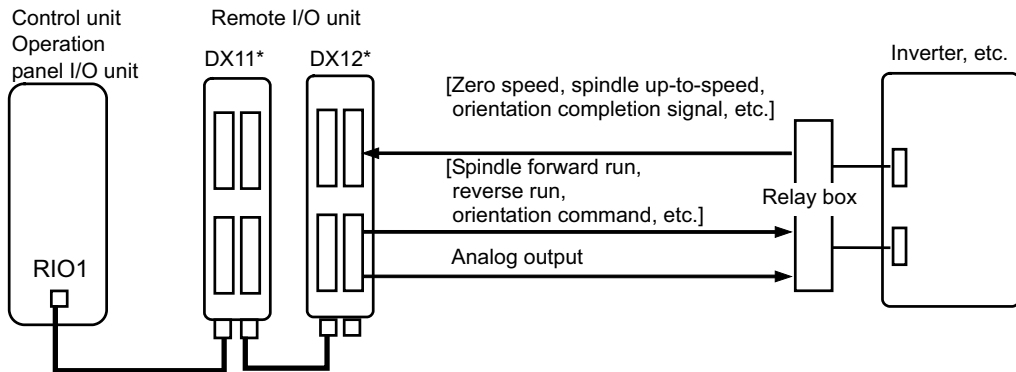 Control unit
Operation
panel I/O unit
Remote I/O unit
DX11*
DX12*
Inverter, etc.
[Zero speed, spindle up-to-speed,
orientation completion signal, etc.]
[Spindle forward run,
reverse run,
orientation command, etc.]
Relay box
Analog output
RIO1